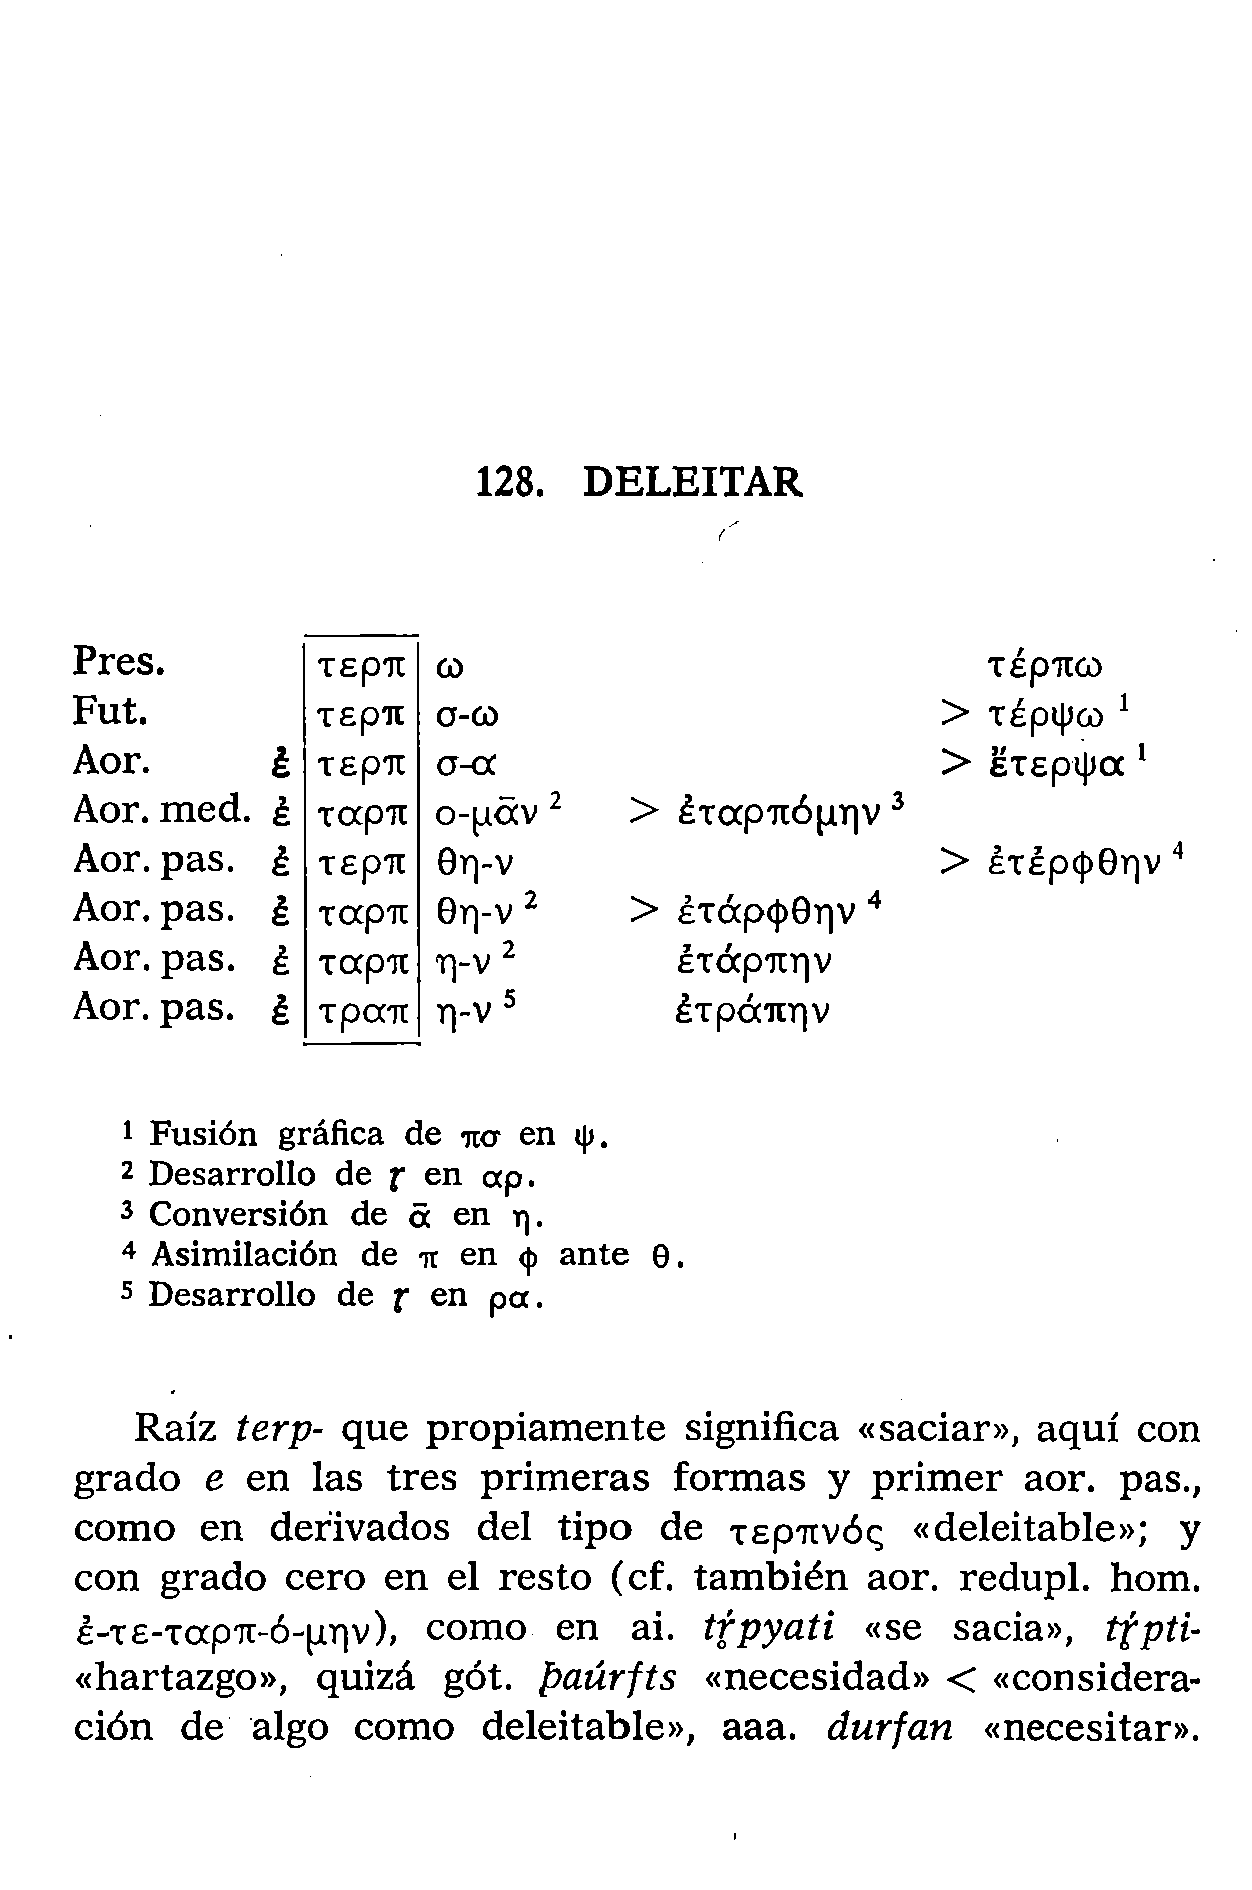 128. DELEITAR
Pres. τερπ ω τέρπω
Fut. τερπ σ-ω > τέρψω ¹
Aor. ἐ τερπ σ-α > ἔτερψα ¹
Aor. med. ἐ ταρπ ο-μᾱν ² > ἐταρπόμην ³
Aor. pas. ἐ τερπ θη-ν > ἐτέρφθην ⁴
Aor. pas. ἐ ταρπ θη-ν ² > ἐτάρφθην ⁴
Aor. pas. ἐ ταρπ η-ν ² ἐτάρπην
Aor. pas. ἐ τραπ η-ν ⁵ ἐτράπην
¹ Fusión gráfica de πσ en ψ.
² Desarrollo de r̥ en αρ.
³ Conversión de ᾱ en η.
⁴ Asimilación de π en φ ante θ.
⁵ Desarrollo de r̥ en ρα.
Raíz terp- que propiamente significa «saciar», aquí con
grado e en las tres primeras formas y primer aor. pas.,
como en derivados del tipo de τερπνός «deleitable»; y
con grado cero en el resto (cf. también aor. redupl. hom.
ἐ-τε-ταρπ-ό-μην), como en ai. tŕ̥pyati «se sacia», tŕ̥pti-
«hartazgo», quizá gót. þaúrfts «necesidad» < «considera-
ción de algo como deleitable», aaa. durfan «necesitar».